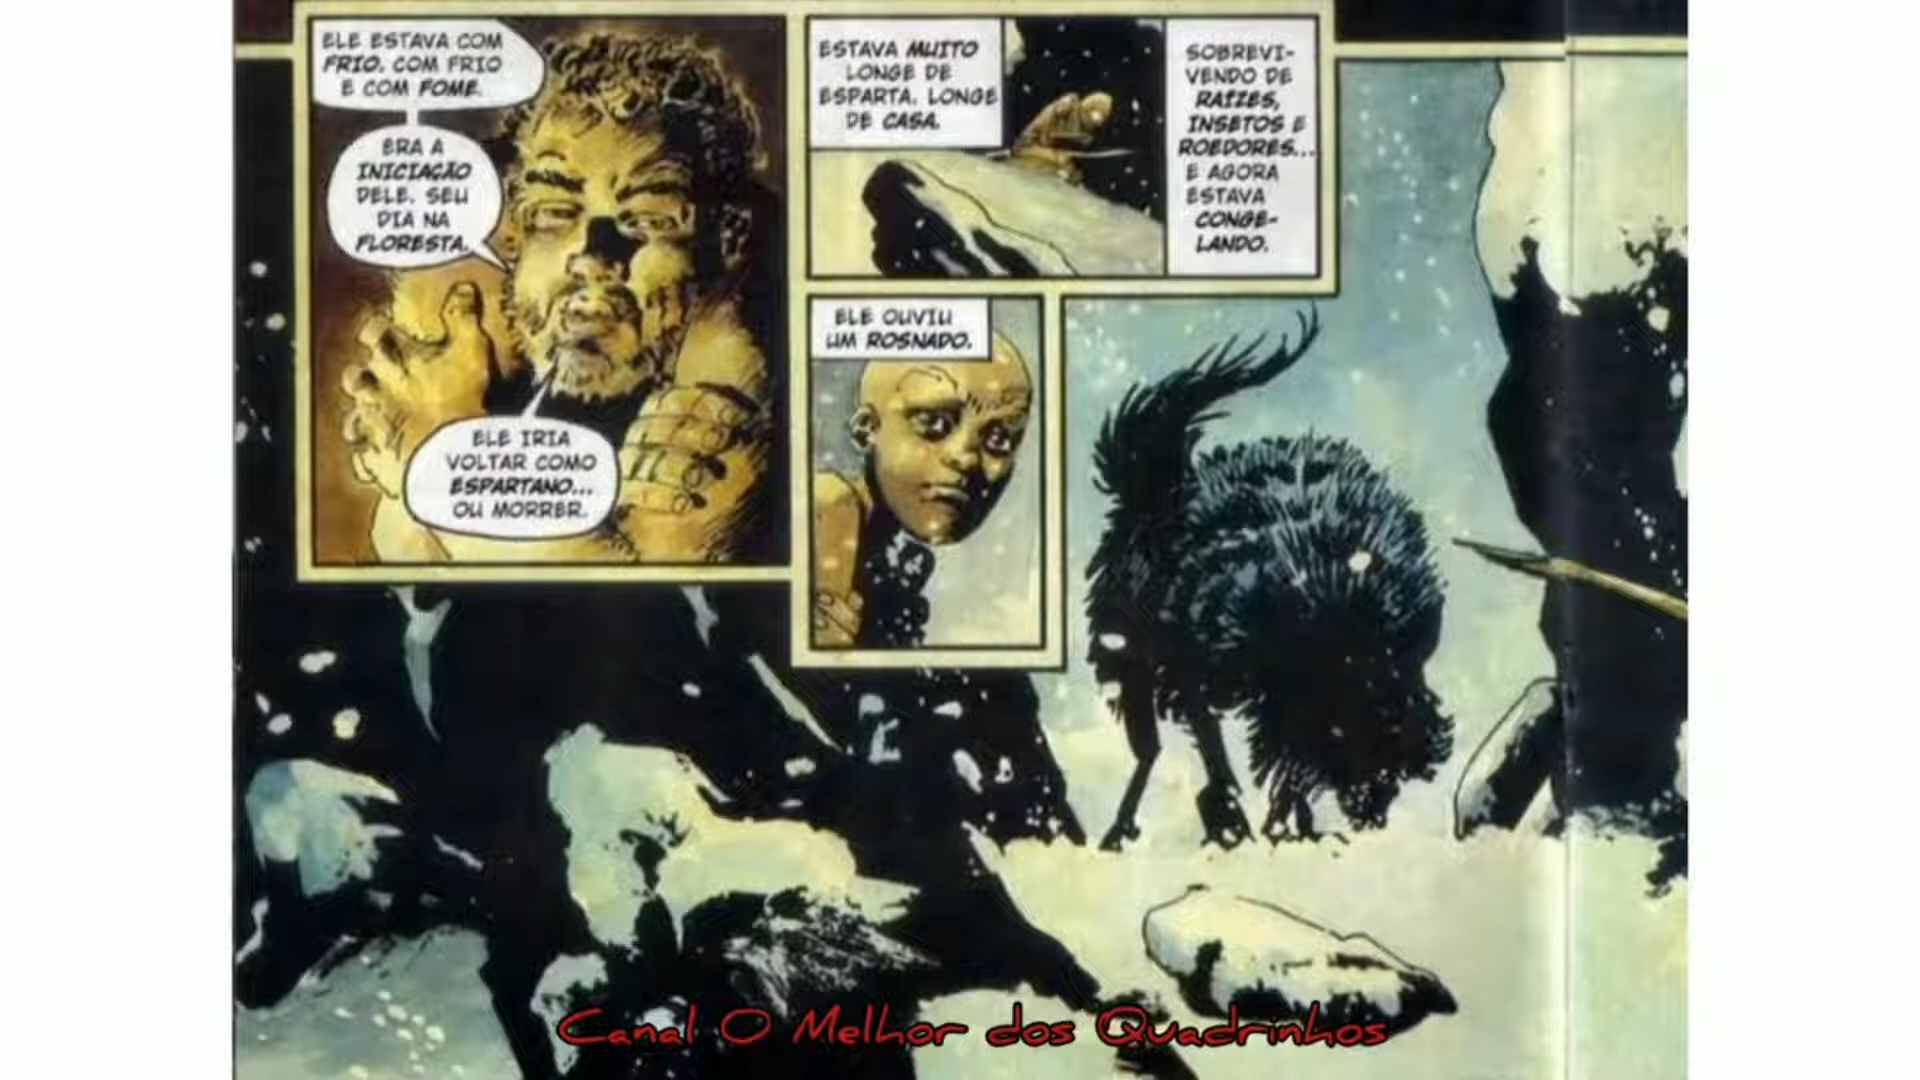 ELE ESTAVA COM
FRIO. COM FRIO
E COM FOME.
ERA A
INICIAÇÃO
DELE. SEU
DIA NA
FLORESTA.
ELE IRIA
VOLTAR COMO
ESPARTANO...
OU MORRER.
ESTAVA MUITO
LONGE DE
ESPARTA. LONGE
DE CASA.
SOBREVI-
VENDO DE
RAÍZES,
INSETOS E
ROEDORES...
E AGORA
ESTAVA
CONGE-
LANDO.
ELE OUVIU
UM ROSNADO.
Canal O Melhor dos Quadrinhos